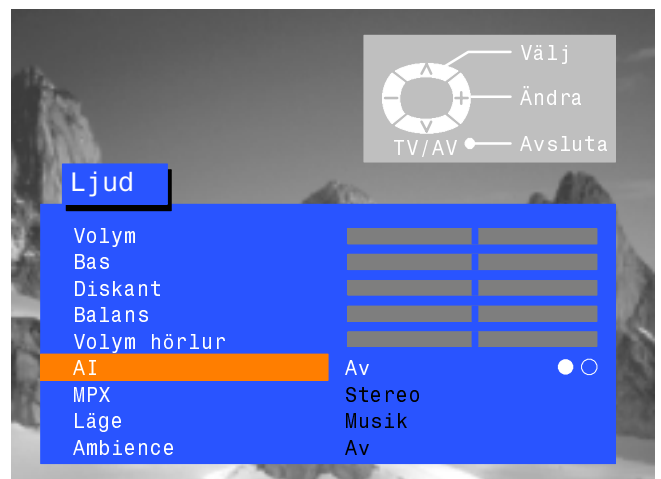 Välj
Ändra
TV/AV Avsluta
Ljud
Volym
Bas
Diskant
Balans
Volym hörlur
AI Av
MPX Stereo
Läge Musik
Ambience Av